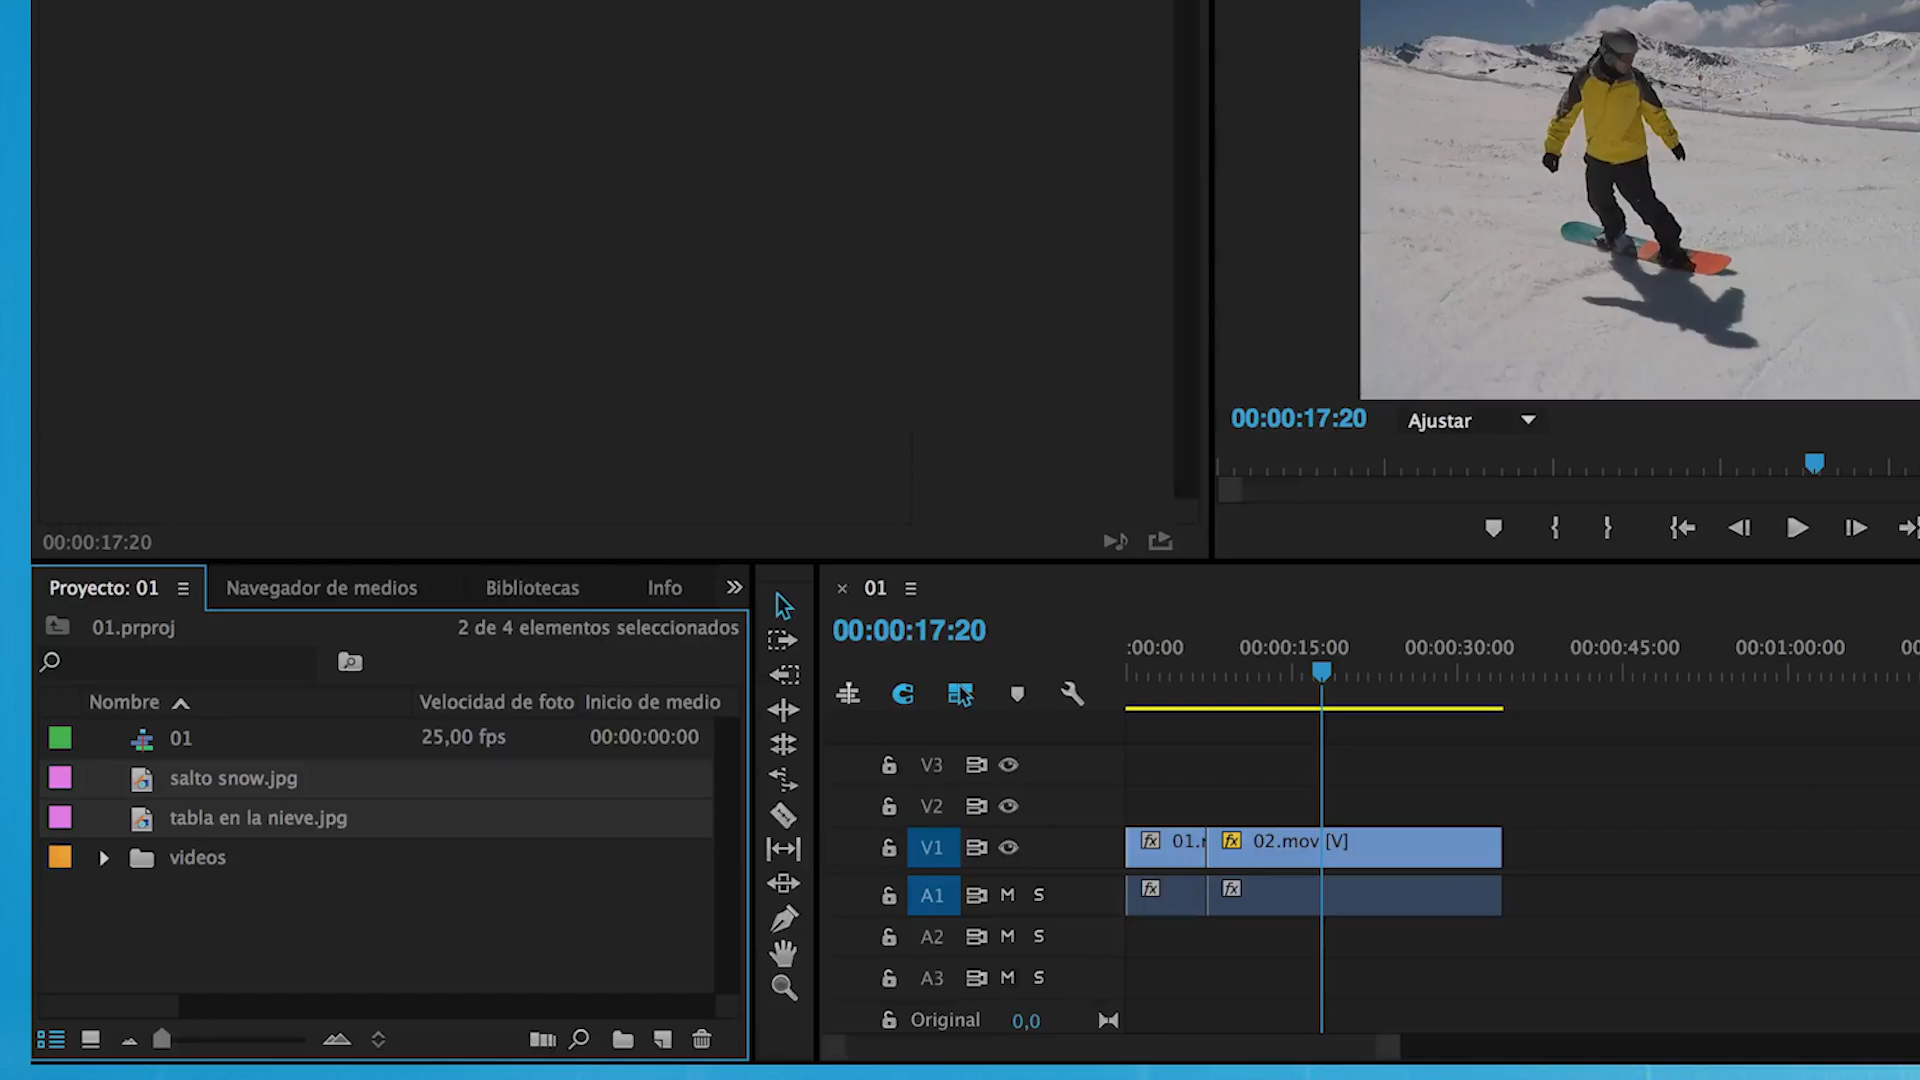 00:00:17:20 Ajustar
00:00:17:20
Proyecto: 01 Navegador de medios Bibliotecas Info
01.prproj 2 de 4 elementos seleccionados
Nombre Velocidad de foto Inicio de medio
01 25,00 fps 00:00:00:00
salto snow.jpg
tabla en la nieve.jpg
videos
01
00:00:17:20
:00:00 00:00:15:00 00:00:30:00 00:00:45:00 00:01:00:00 00
V3
V2
V1 fx 01.r fx 02.mov [V]
A1 M S fx fx
A2 M S
A3 M S
Original 0,0